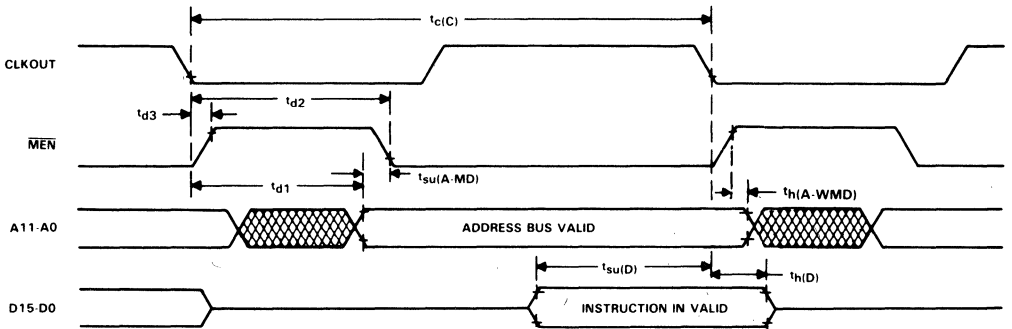 tc(C)
CLKOUT
td2
td3
MEN
tsu(A-MD)
td1
th(A-WMD)
A11-A0
ADDRESS BUS VALID
tsu(D)
th(D)
D15-D0
INSTRUCTION IN VALID